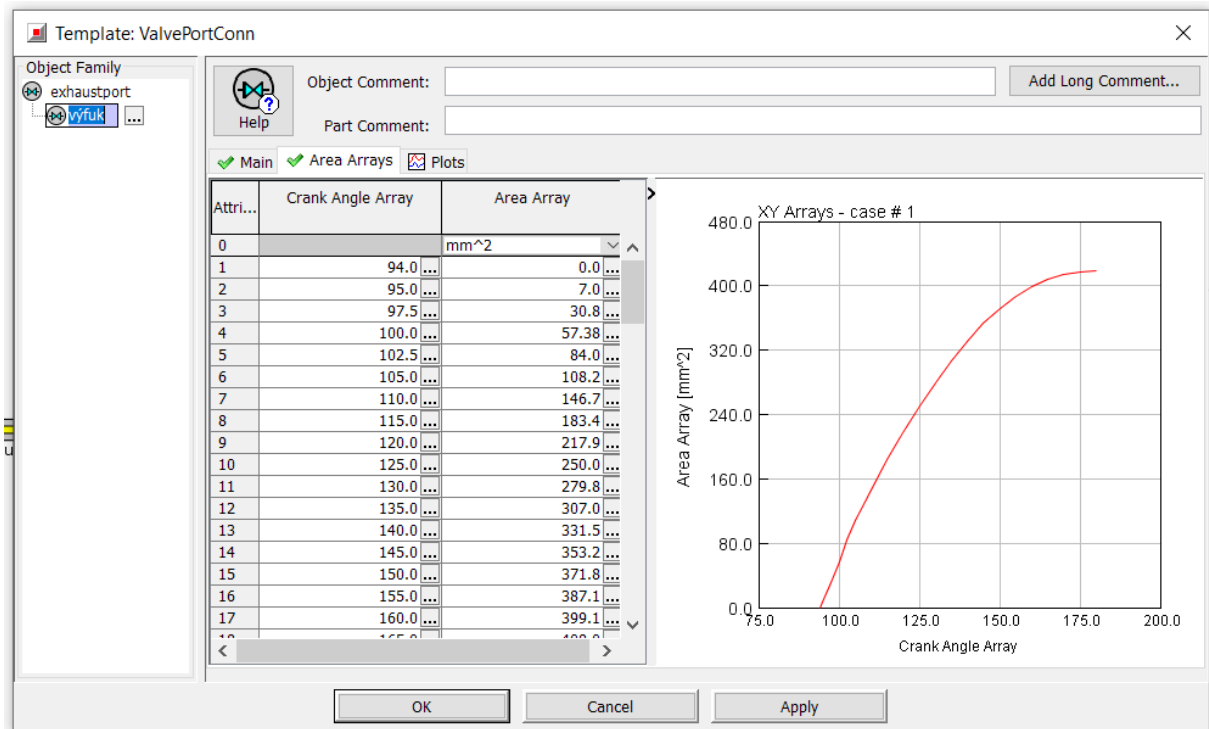 Template: ValvePortConn
Object Family
exhaustport
výfuk ...
Help
Object Comment:
Add Long Comment...
Part Comment:
Main Area Arrays Plots
Attri... Crank Angle Array Area Array
0 mm^2
1 94.0 ... 0.0 ...
2 95.0 ... 7.0 ...
3 97.5 ... 30.8 ...
4 100.0 ... 57.38 ...
5 102.5 ... 84.0 ...
6 105.0 ... 108.2 ...
7 110.0 ... 146.7 ...
8 115.0 ... 183.4 ...
9 120.0 ... 217.9 ...
10 125.0 ... 250.0 ...
11 130.0 ... 279.8 ...
12 135.0 ... 307.0 ...
13 140.0 ... 331.5 ...
14 145.0 ... 353.2 ...
15 150.0 ... 371.8 ...
16 155.0 ... 387.1 ...
17 160.0 ... 399.1 ...
XY Arrays - case # 1
480.0
400.0
320.0
240.0
160.0
80.0
0.0
Area Array [mm^2]
75.0 100.0 125.0 150.0 175.0 200.0
Crank Angle Array
OK Cancel Apply